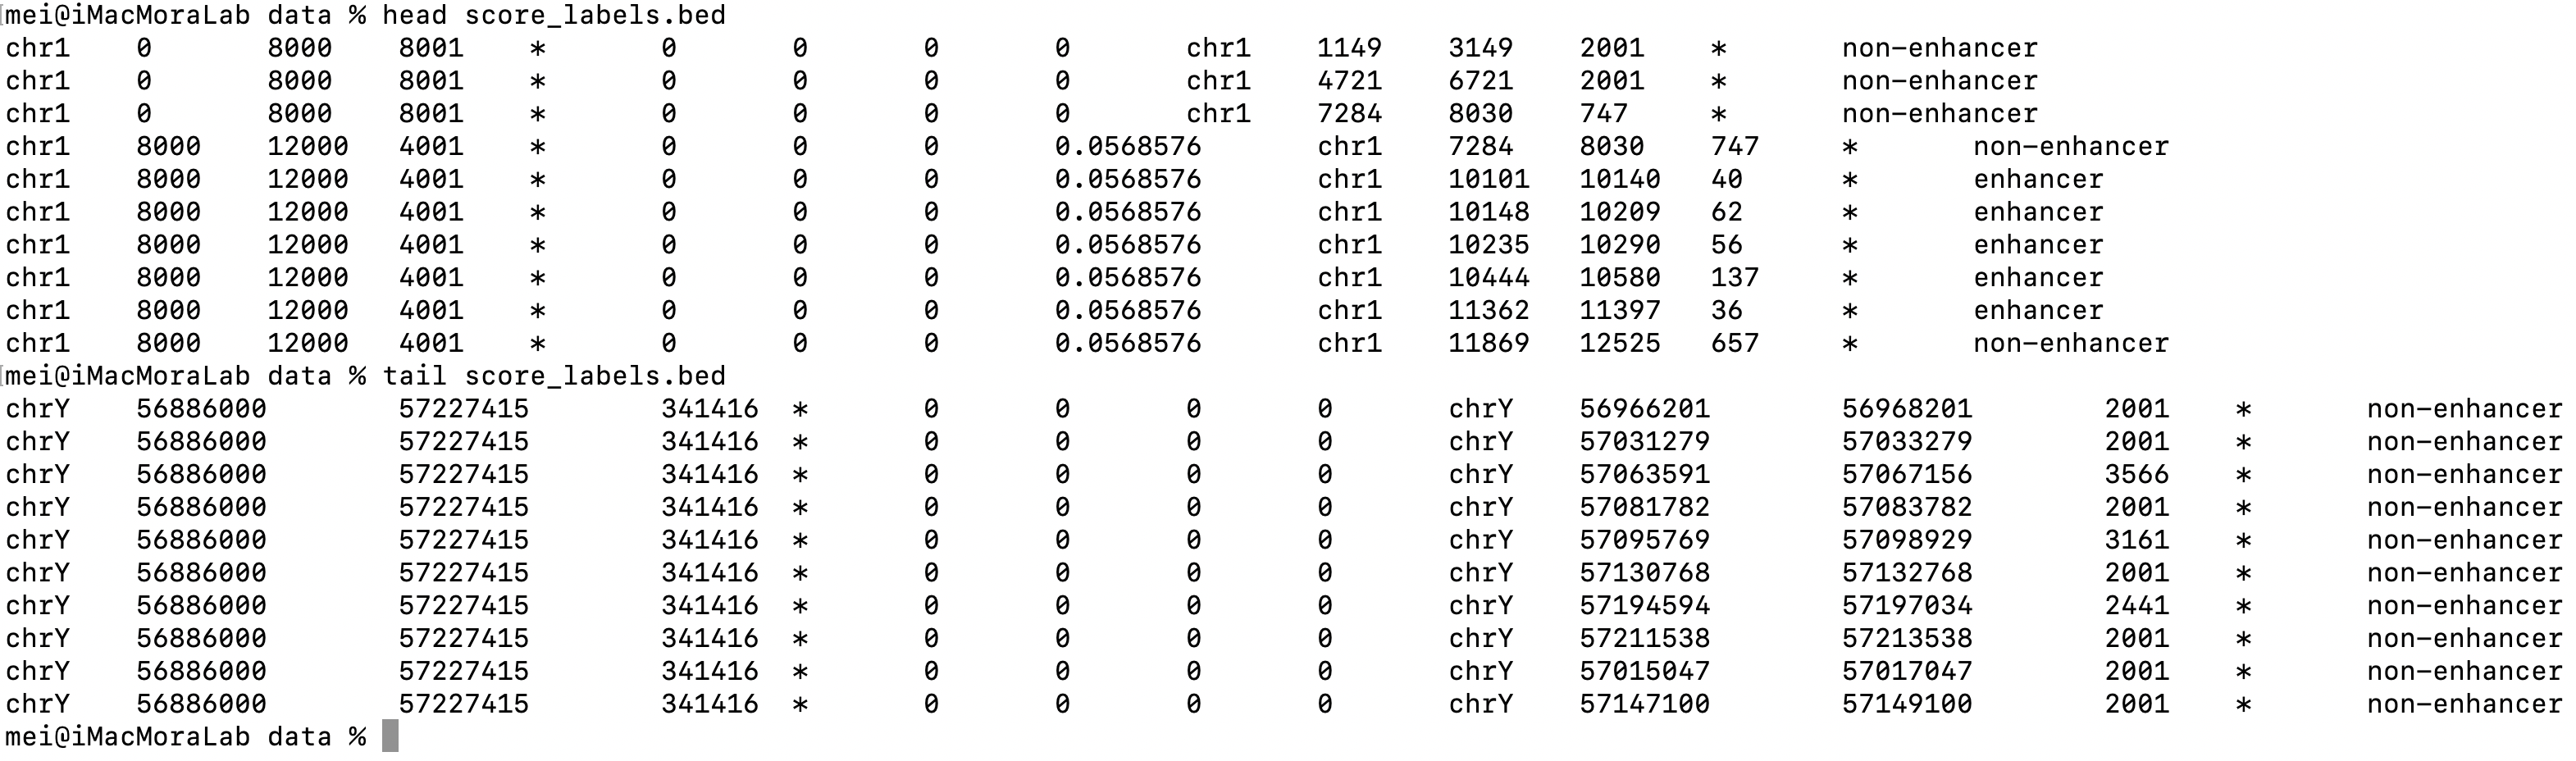 mei@iMacMoraLab data % head score_labels.bed
chr1	0	8000	8001	*	0	0	0	0	chr1	1149	3149	2001	*	non-enhancer
chr1	0	8000	8001	*	0	0	0	0	chr1	4721	6721	2001	*	non-enhancer
chr1	0	8000	8001	*	0	0	0	0	chr1	7284	8030	747	*	non-enhancer
chr1	8000	12000	4001	*	0	0	0	0.0568576	chr1	7284	8030	747	*	non-enhancer
chr1	8000	12000	4001	*	0	0	0	0.0568576	chr1	10101	10140	40	*	enhancer
chr1	8000	12000	4001	*	0	0	0	0.0568576	chr1	10148	10209	62	*	enhancer
chr1	8000	12000	4001	*	0	0	0	0.0568576	chr1	10235	10290	56	*	enhancer
chr1	8000	12000	4001	*	0	0	0	0.0568576	chr1	10444	10580	137	*	enhancer
chr1	8000	12000	4001	*	0	0	0	0.0568576	chr1	11362	11397	36	*	enhancer
chr1	8000	12000	4001	*	0	0	0	0.0568576	chr1	11869	12525	657	*	non-enhancer
mei@iMacMoraLab data % tail score_labels.bed
chrY	56886000	57227415	341416	*	0	0	0	0	chrY	56966201	56968201	2001	*	non-enhancer
chrY	56886000	57227415	341416	*	0	0	0	0	chrY	57031279	57033279	2001	*	non-enhancer
chrY	56886000	57227415	341416	*	0	0	0	0	chrY	57063591	57067156	3566	*	non-enhancer
chrY	56886000	57227415	341416	*	0	0	0	0	chrY	57081782	57083782	2001	*	non-enhancer
chrY	56886000	57227415	341416	*	0	0	0	0	chrY	57095769	57098929	3161	*	non-enhancer
chrY	56886000	57227415	341416	*	0	0	0	0	chrY	57130768	57132768	2001	*	non-enhancer
chrY	56886000	57227415	341416	*	0	0	0	0	chrY	57194594	57197034	2441	*	non-enhancer
chrY	56886000	57227415	341416	*	0	0	0	0	chrY	57211538	57213538	2001	*	non-enhancer
chrY	56886000	57227415	341416	*	0	0	0	0	chrY	57015047	57017047	2001	*	non-enhancer
chrY	56886000	57227415	341416	*	0	0	0	0	chrY	57147100	57149100	2001	*	non-enhancer
mei@iMacMoraLab data %